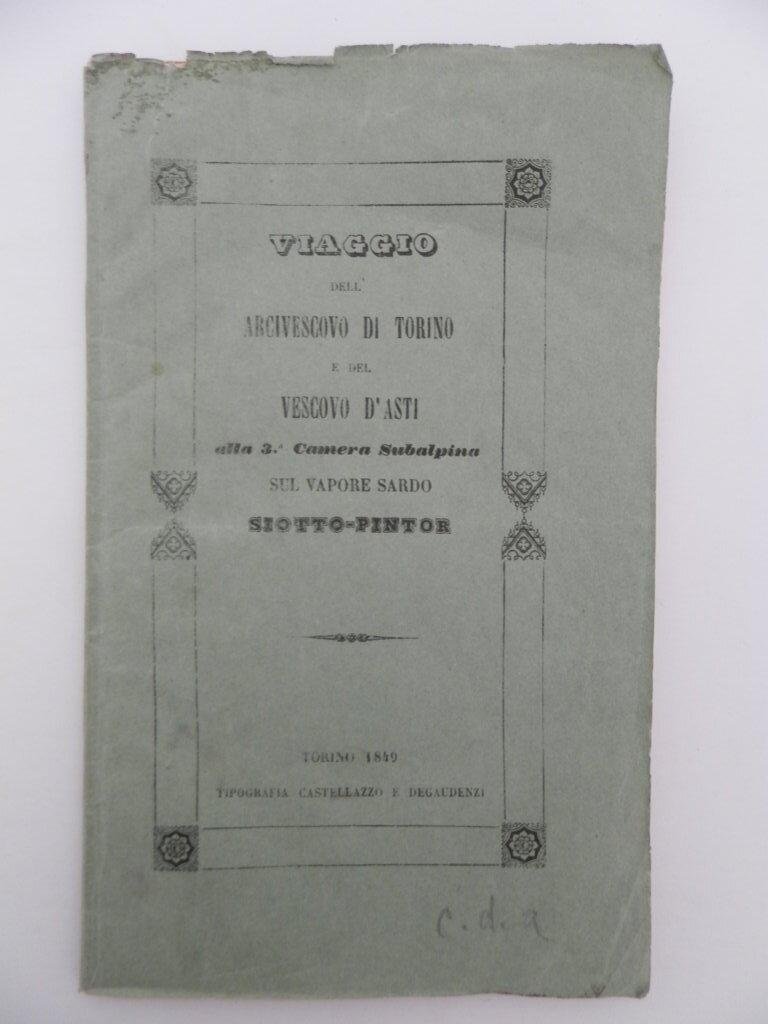 VIAGGIO
DELL'
ARCIVESCOVO DI TORINO
E DEL
VESCOVO D'ASTI
alla 3.ª Camera Subalpina
SUL VAPORE SARDO
SIOTTO-PINTOR
TORINO 1849
TIPOGRAFIA CASTELLAZZO E DEGAUDENZI
c. d. a